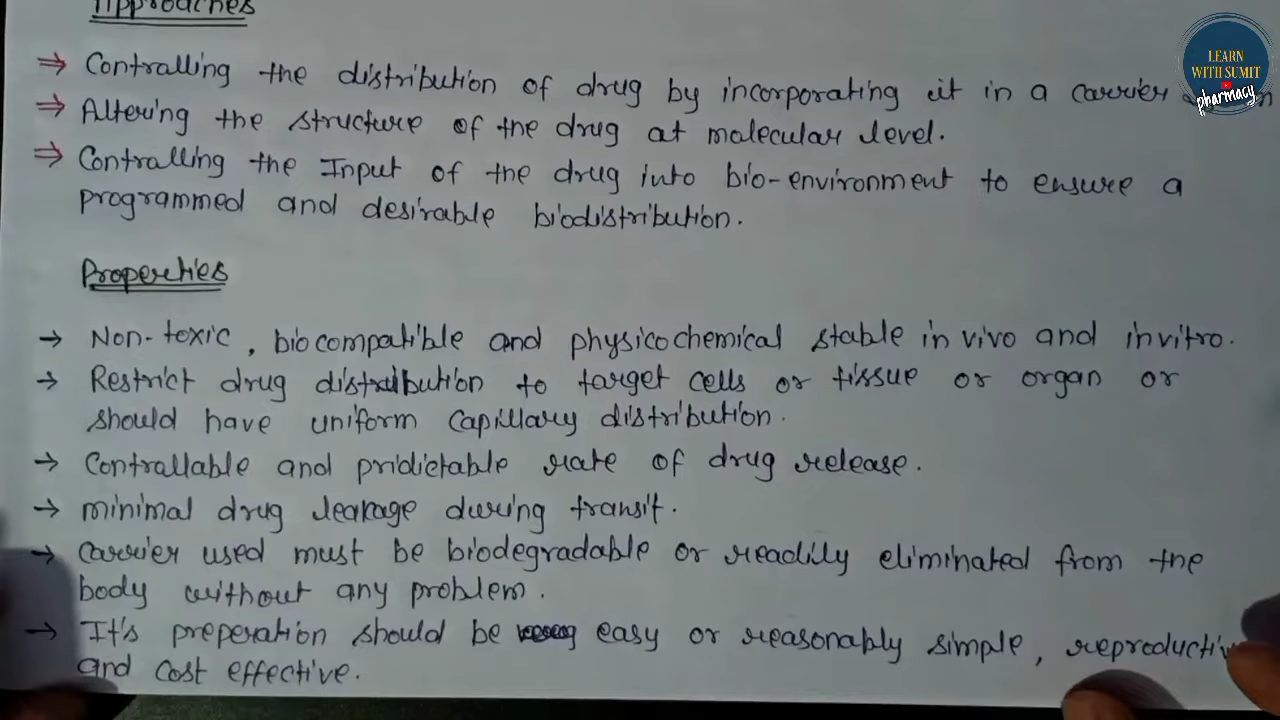 Approaches
LEARN
WITH SUMIT
pharmacy
⇒ Contralling the distribution of drug by incorporating it in a carrier
⇒ Altering the structure of the drug at molecular level.
⇒ Contralling the Input of the drug into bio-environment to ensure a
programmed and desirable biodistribution.
Properties
→ Non-toxic, biocompatible and physicochemical stable in vivo and invitro.
→ Restrict drug distribution to target cells or tissue or organ or
should have uniform capillary distribution.
→ Contrallable and pridictable rate of drug release.
→ minimal drug leakage during transit.
→ Carrier used must be biodegradable or readily eliminated from the
body without any problem.
→ It's preperation should be easy or reasonably simple,
and cost effective.